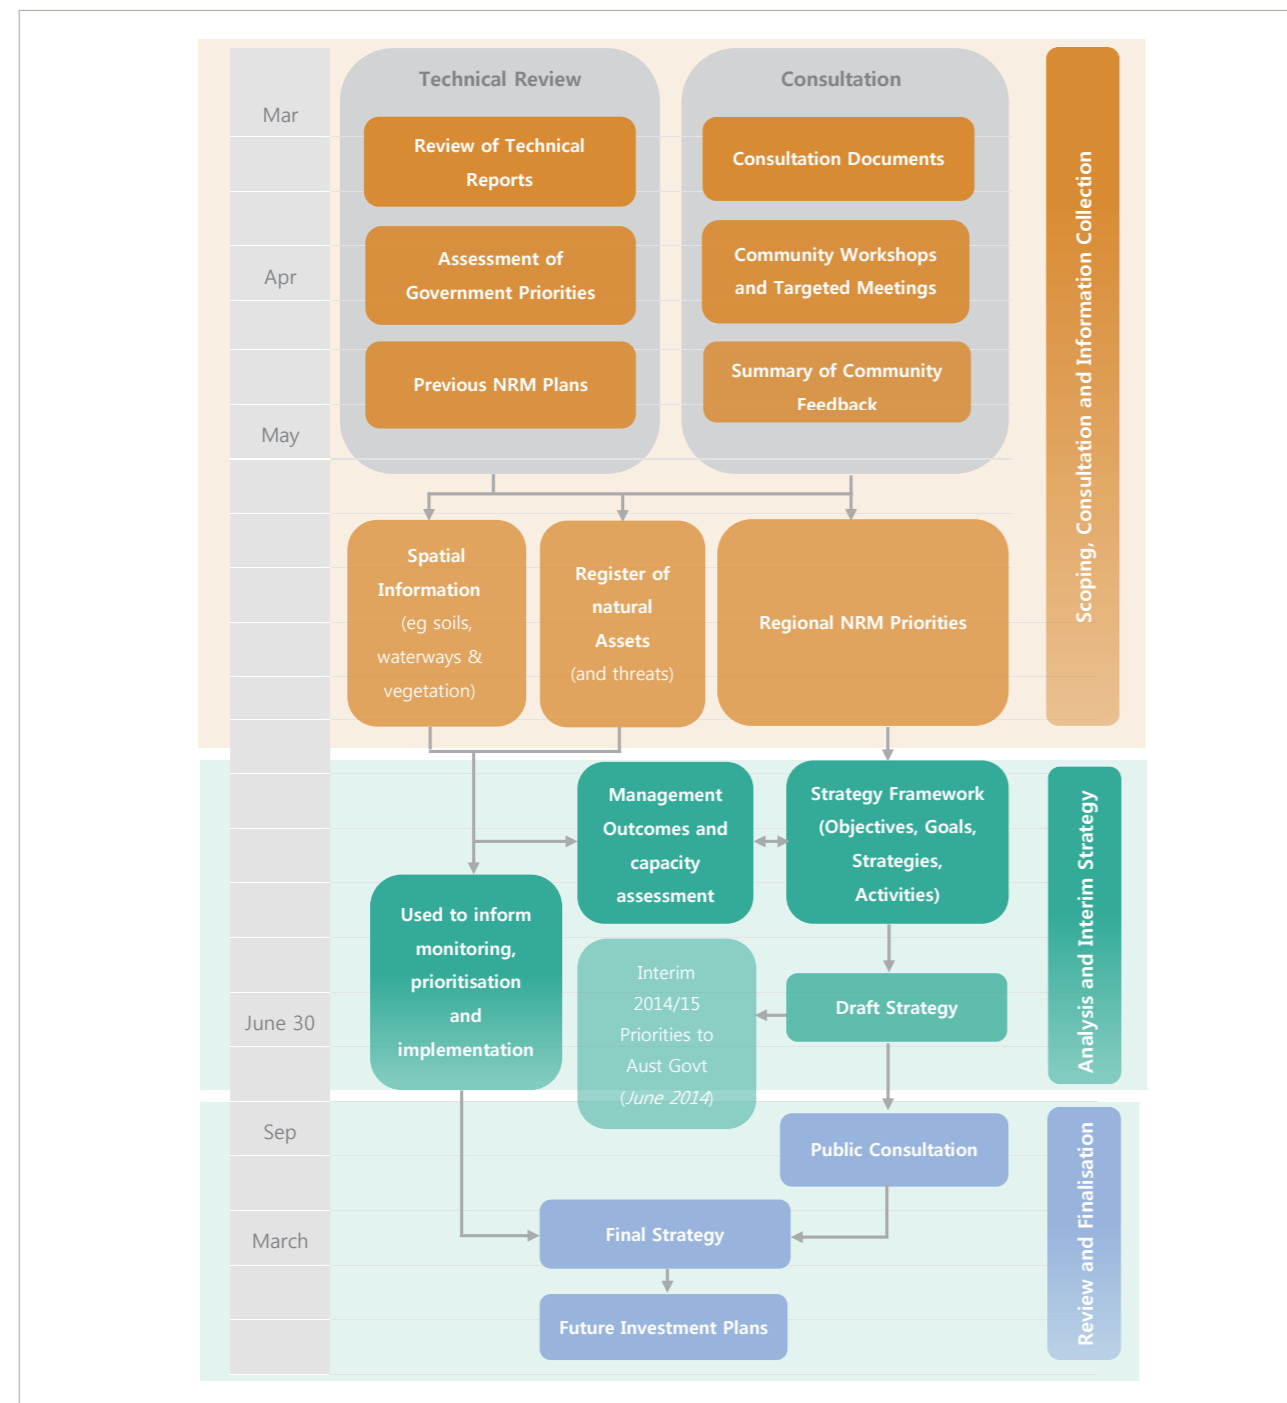 Mar
Apr
May
June 30
Sep
March
Technical Review
Review of Technical
Reports
Assessment of
Government Priorities
Previous NRM Plans
Consultation
Consultation Documents
Community Workshops
and Targeted Meetings
Summary of Community
Feedback
Scoping, Consultation and Information Collection
Spatial
Information
(eg soils,
waterways &
vegetation)
Register of
natural
Assets
(and threats)
Regional NRM Priorities
Management
Outcomes and
capacity
assessment
Strategy Framework
(Objectives, Goals,
Strategies,
Activities)
Used to inform
monitoring,
prioritisation
and
implementation
Interim
2014/15
Priorities to
Aust Govt
(June 2014)
Draft Strategy
Analysis and Interim Strategy
Public Consultation
Final Strategy
Future Investment Plans
Review and Finalisation